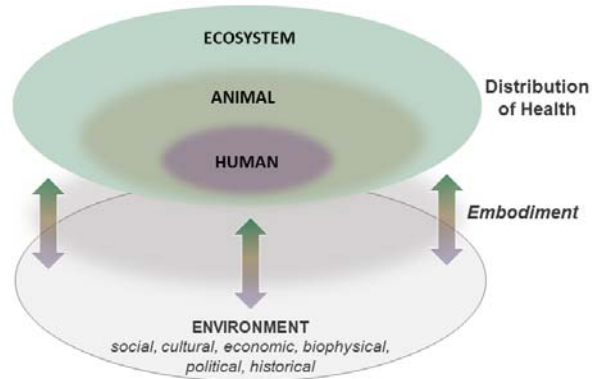 ECOSYSTEM
ANIMAL
HUMAN
Distribution
of Health
Embodiment
ENVIRONMENT
social, cultural, economic, biophysical,
political, historical